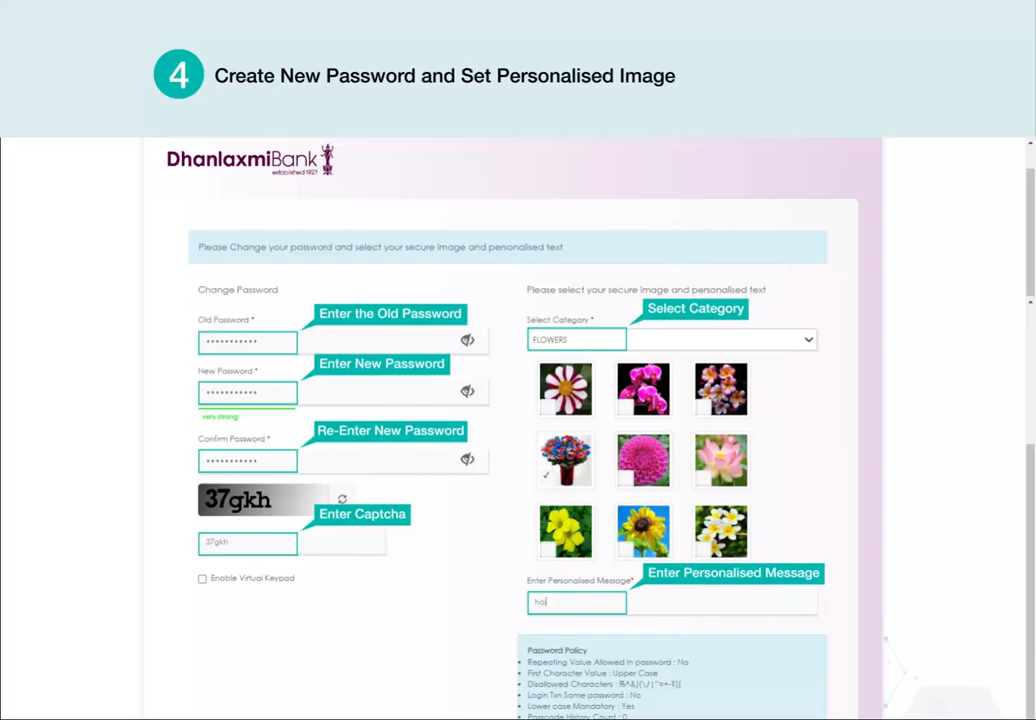 4 Create New Password and Set Personalised Image
DhanlaxmiBank
established 1927
Please Change your password and select your secure image and personalised text
Change Password
Old Password *
Enter the Old Password
New Password *
Enter New Password
very strong
Confirm Password *
Re-Enter New Password
37gkh
Enter Captcha
37gkh
Enable Virtual Keypad
Please select your secure image and personalised text
Select Category *
Select Category
FLOWERS
Enter Personalised Message*
Enter Personalised Message
hai
Password Policy
Repeating Value Allowed in password : No
First Character Value : Upper Case
Disallowed Characters :
Login Txn Same password : No
Lower case Mandatory : Yes
Passcode History Count : 0